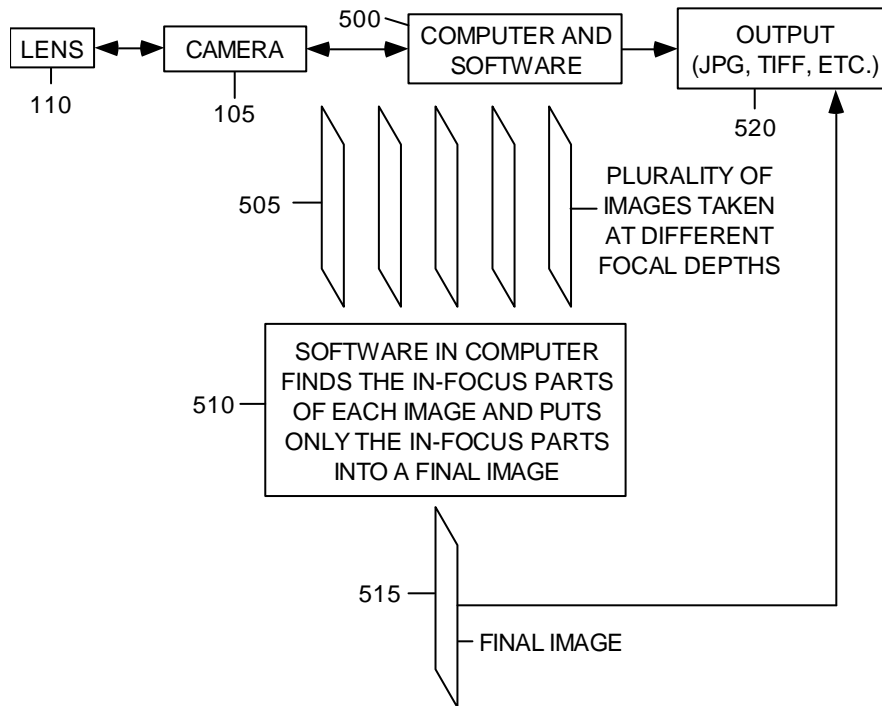 500
LENS
CAMERA
COMPUTER AND
SOFTWARE
OUTPUT
(JPG, TIFF, ETC.)
110
105
520
505
PLURALITY OF
IMAGES TAKEN
AT DIFFERENT
FOCAL DEPTHS
510
SOFTWARE IN COMPUTER
FINDS THE IN-FOCUS PARTS
OF EACH IMAGE AND PUTS
ONLY THE IN-FOCUS PARTS
INTO A FINAL IMAGE
515
FINAL IMAGE